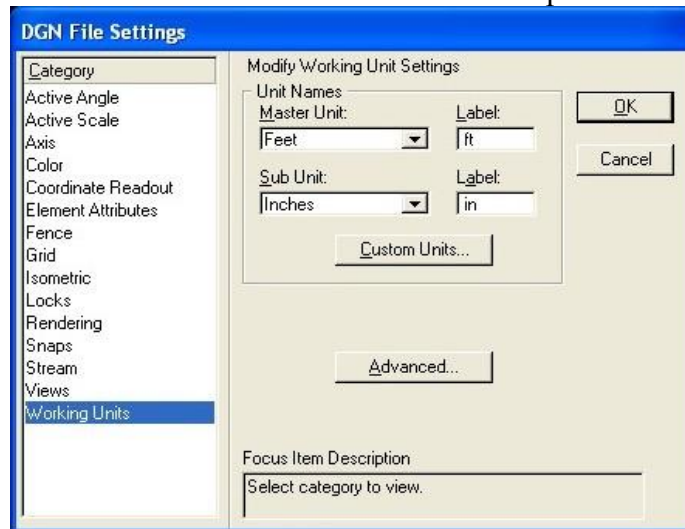 DGN File Settings
Category
Active Angle
Active Scale
Axis
Color
Coordinate Readout
Element Attributes
Fence
Grid
Isometric
Locks
Rendering
Snaps
Stream
Views
Working Units
Modify Working Unit Settings
Unit Names
Master Unit: Label:
Feet ft
Sub Unit: Label:
Inches in
Custom Units...
Advanced...
OK
Cancel
Focus Item Description
Select category to view.